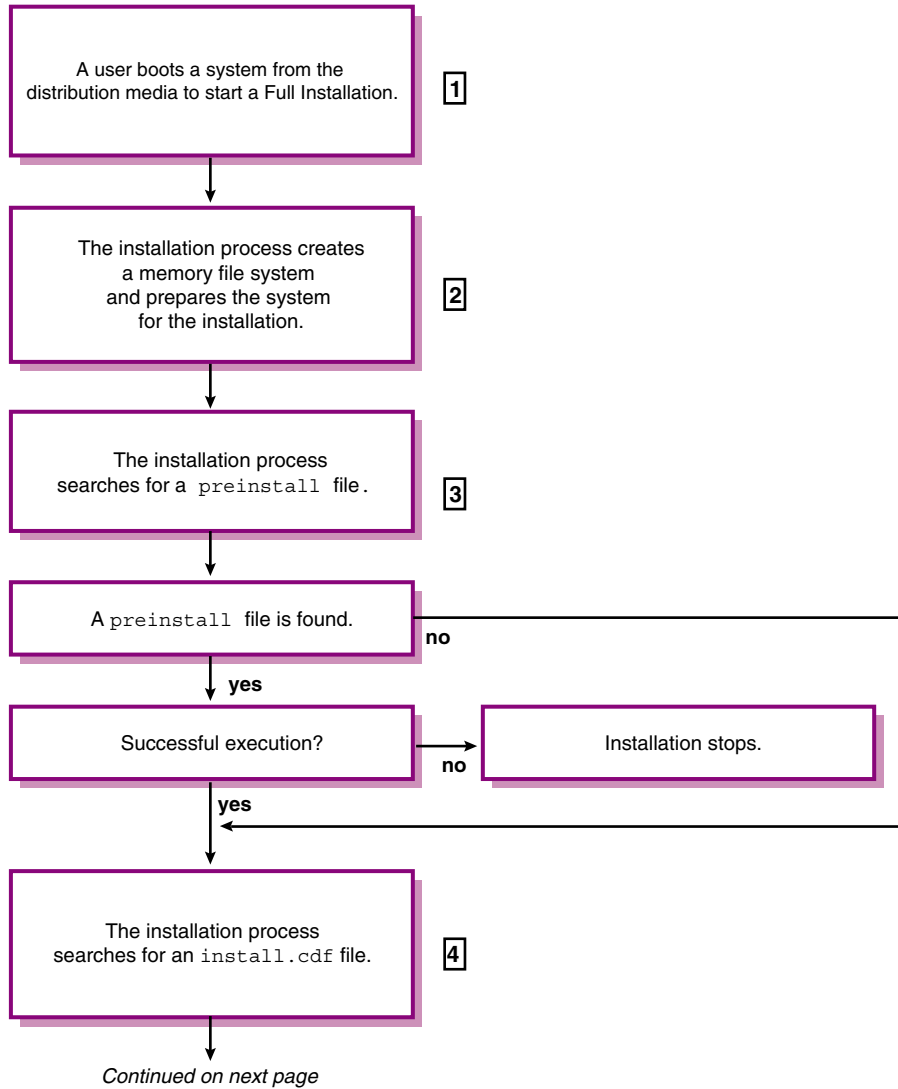 A user boots a system from the
distribution media to start a Full Installation.
1
The installation process creates
a memory file system
and prepares the system
for the installation.
2
The installation process
searches for a preinstall file.
3
A preinstall file is found.
no
yes
Successful execution?
no
Installation stops.
yes
The installation process
searches for an install.cdf file.
4
Continued on next page